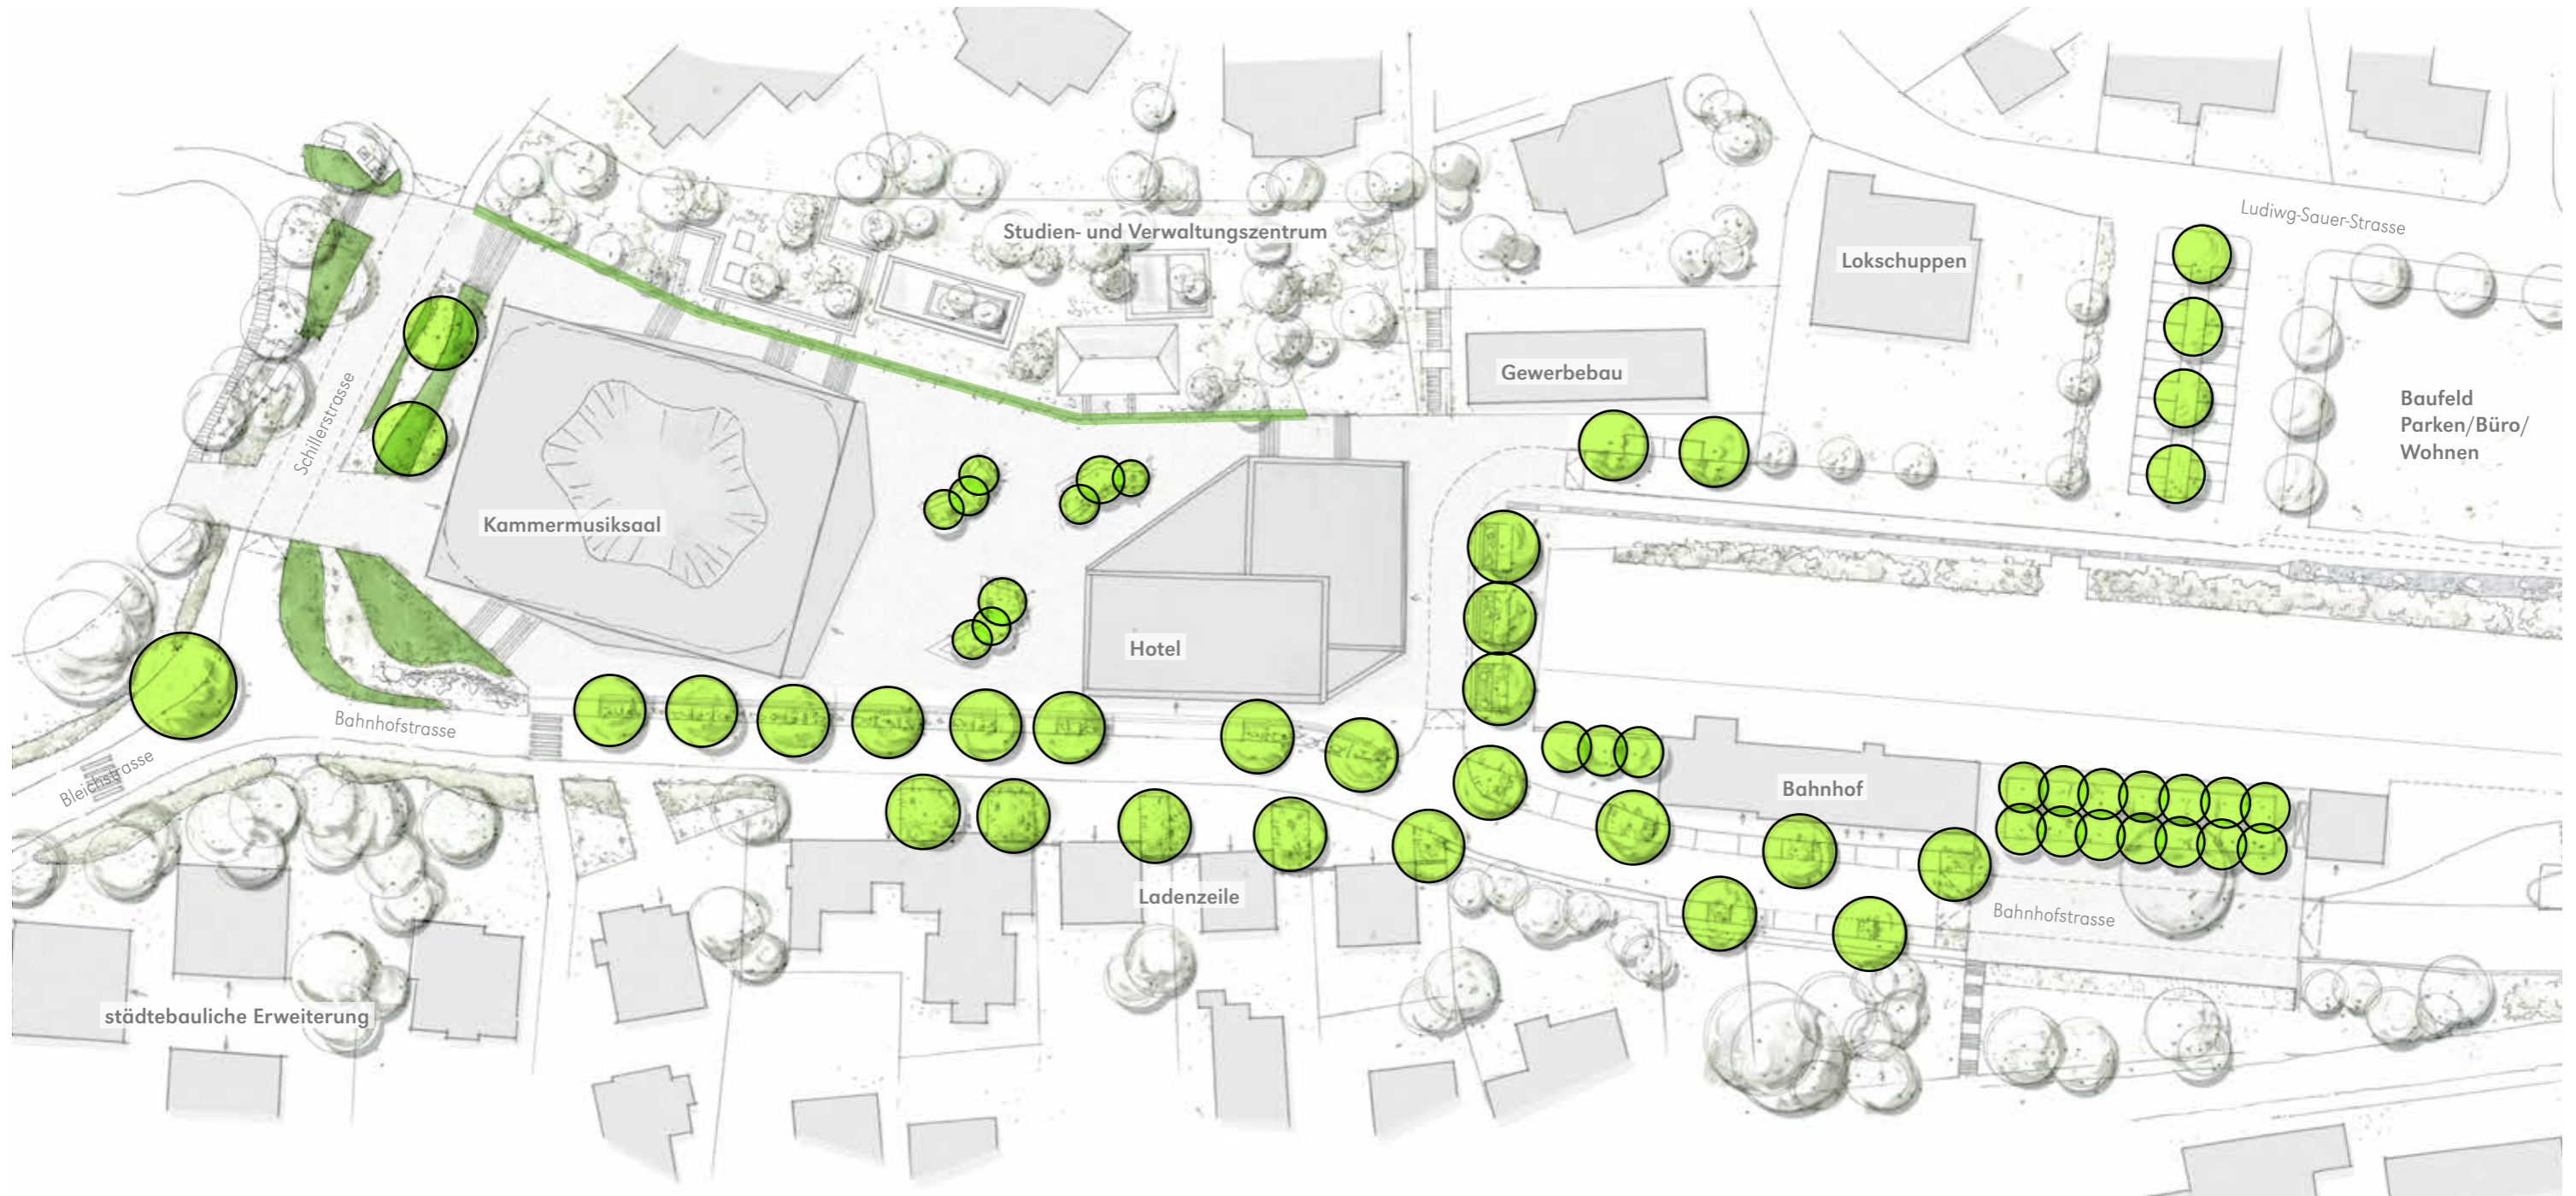 Studien- und Verwaltungszentrum
Ludiwg-Sauer-Strasse
Lokschuppen
Gewerbebau
Baufeld
Parken/Büro/
Wohnen
Schillerstrasse
Kammermusiksaal
Hotel
Bahnhofstrasse
Bleichstrasse
Bahnhof
Ladenzeile
Bahnhofstrasse
städtebauliche Erweiterung